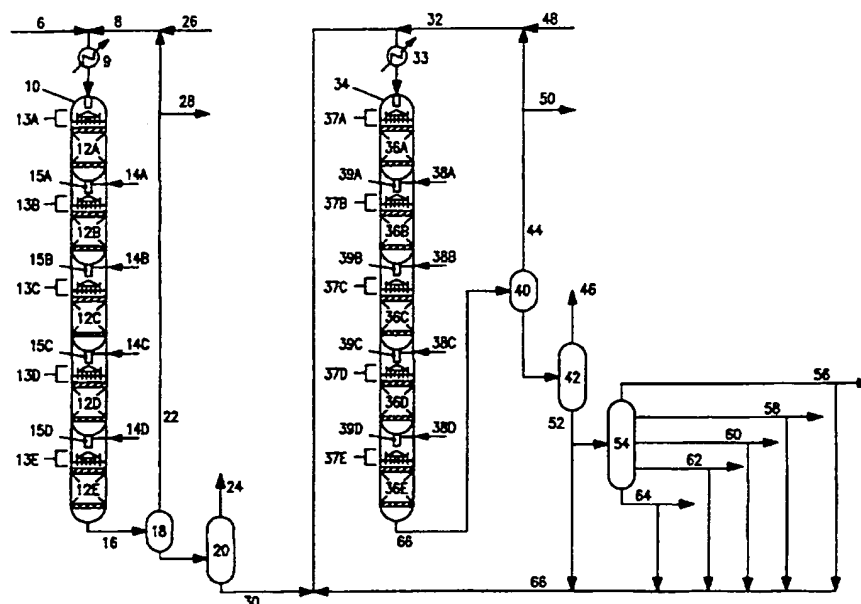 6 8 26 32 48
9 33
10 34
28 50
13A 37A
12A 36A
15A 14A 39A 38A
13B 37B
12B 36B 44
15B 14B 39B 38B
13C 37C 40 46
12C 36C
15C 14C 39C 38C
13D 37D 42 56
12D 36D
22 52 58
15D 14D 39D 38D 54 60
13E 37E 62
12E 24 36E 64
18
16 20 66
66
30